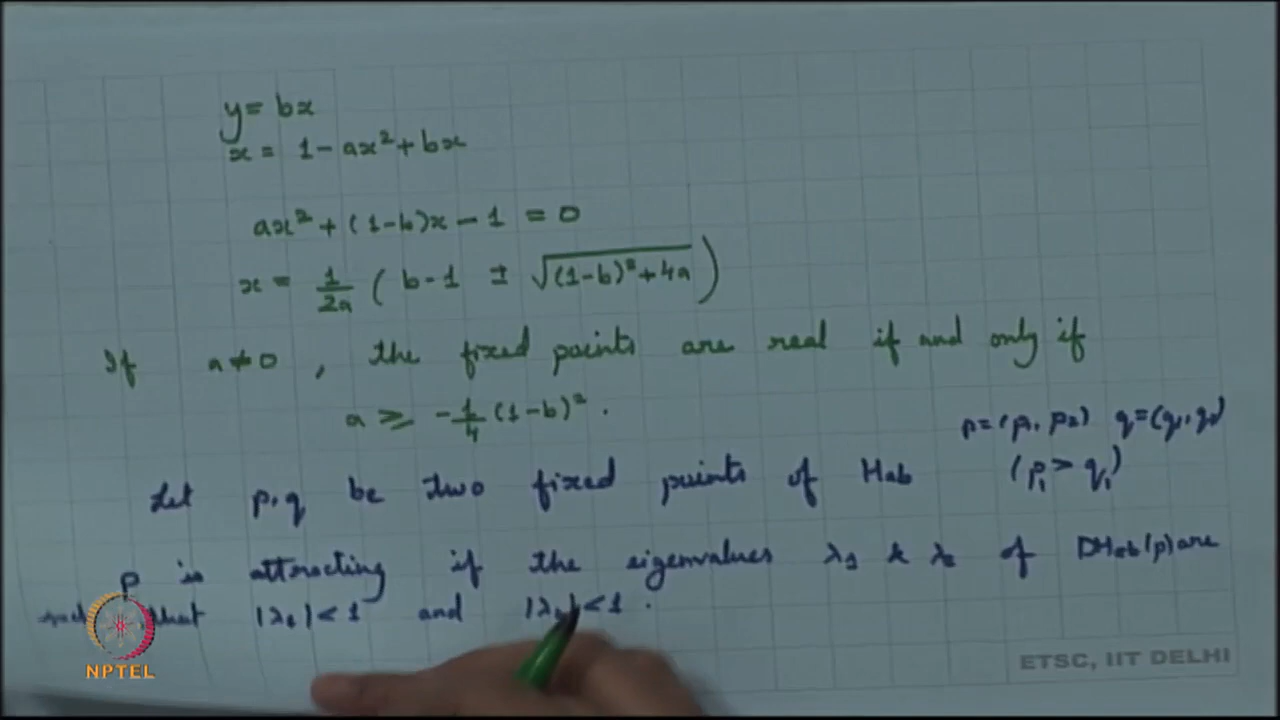 y = bx
x = 1 - ax² + bx
ax² + (1-b)x - 1 = 0
x = 1/2a ( b-1 ± √(1-b)² + 4a )
If a ≠ 0, the fixed points are real if and only if
a ≥ -1/4 (1-b)².
p = (p₁, p₂) q = (q₁, q₂)
Let p, q be two fixed points of Hab (p₁ > q₁)
p is attracting if the eigenvalues λ₁ & λ₂ of DHab(p) are
such that |λ₁| < 1 and |λ₂| < 1.
NPTEL
ETSC, IIT DELHI